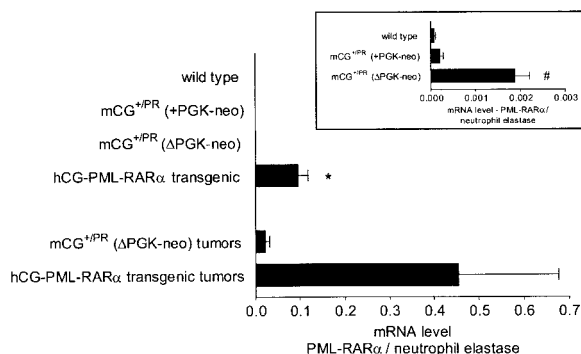 wild type
mCG+/PR (+PGK-neo)
mCG+/PR (ΔPGK-neo)
#
0.000 0.001 0.002 0.003
mRNA level - PML-RARα/
neutrophil elastase
wild type
mCG+/PR (+PGK-neo)
mCG+/PR (ΔPGK-neo)
hCG-PML-RARα transgenic
*
mCG+/PR (ΔPGK-neo) tumors
hCG-PML-RARα transgenic tumors
0.0 0.1 0.2 0.3 0.4 0.5 0.6 0.7
mRNA level
PML-RARα / neutrophil elastase